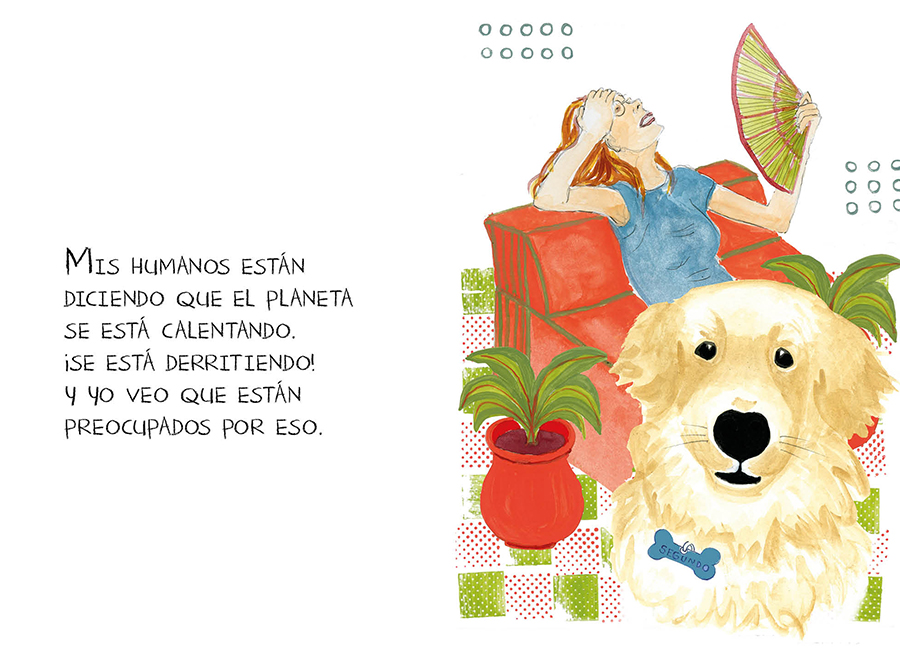 MIS HUMANOS ESTÁN
DICIENDO QUE EL PLANETA
SE ESTÁ CALENTANDO.
¡SE ESTÁ DERRITIENDO!
Y YO VEO QUE ESTÁN
PREOCUPADOS POR ESO.
SEGUNDO